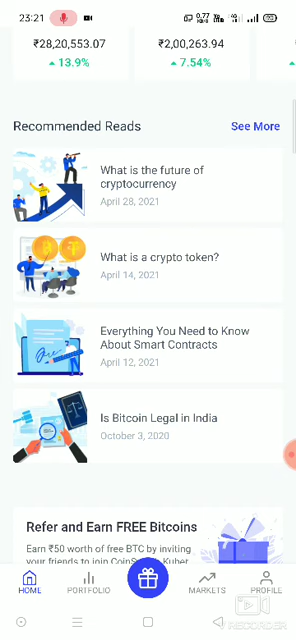 23:21
0.77
₹28,20,553.07
₹2,00,263.94
13.9%
7.54%
Recommended Reads
See More
What is the future of
cryptocurrency
April 28, 2021
What is a crypto token?
April 14, 2021
Everything You Need to Know
About Smart Contracts
April 12, 2021
Is Bitcoin Legal in India
October 3, 2020
Refer and Earn FREE Bitcoins
Earn ₹50 worth of free BTC by inviting
your friends to join
HOME
PORTFOLIO
MARKETS
PROFILE
RECORDER